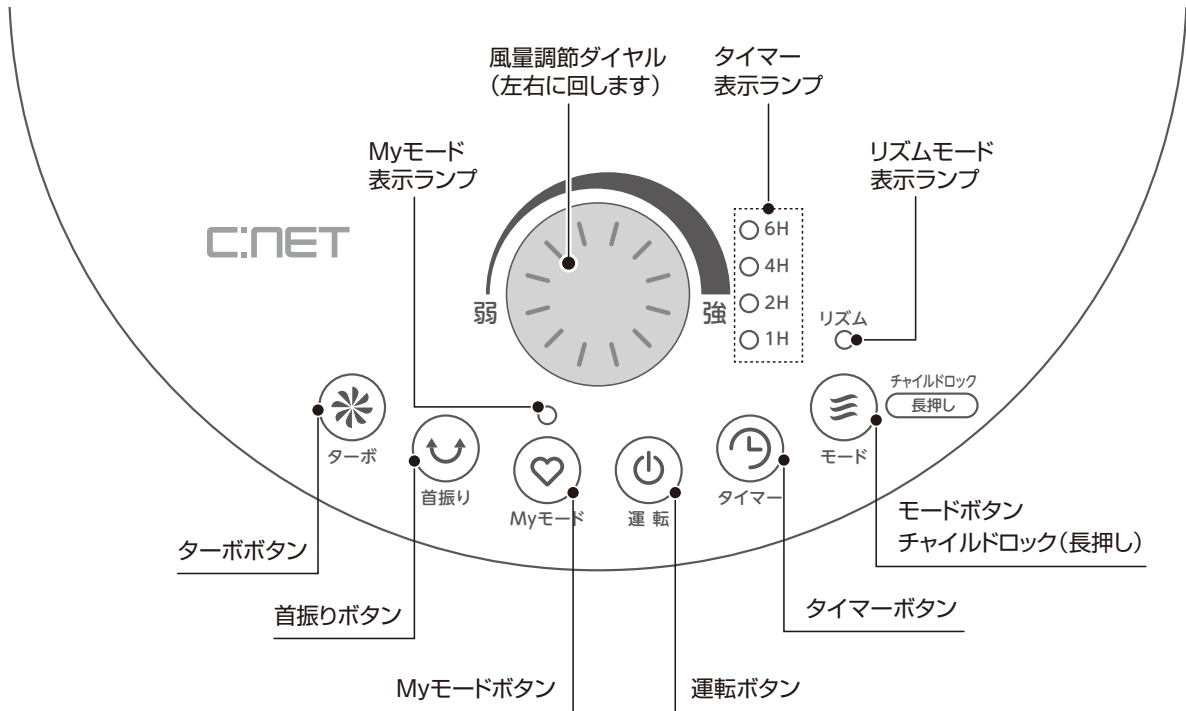 風量調節ダイヤル
（左右に回します）
タイマー
表示ランプ
Myモード
表示ランプ
リズムモード
表示ランプ
C:NET
6H
4H
2H
1H
弱
強
リズム
チャイルドロック
長押し
ターボ
首振り
Myモード
運 転
タイマー
モード
モードボタン
チャイルドロック（長押し）
ターボボタン
首振りボタン
タイマーボタン
Myモードボタン
運転ボタン